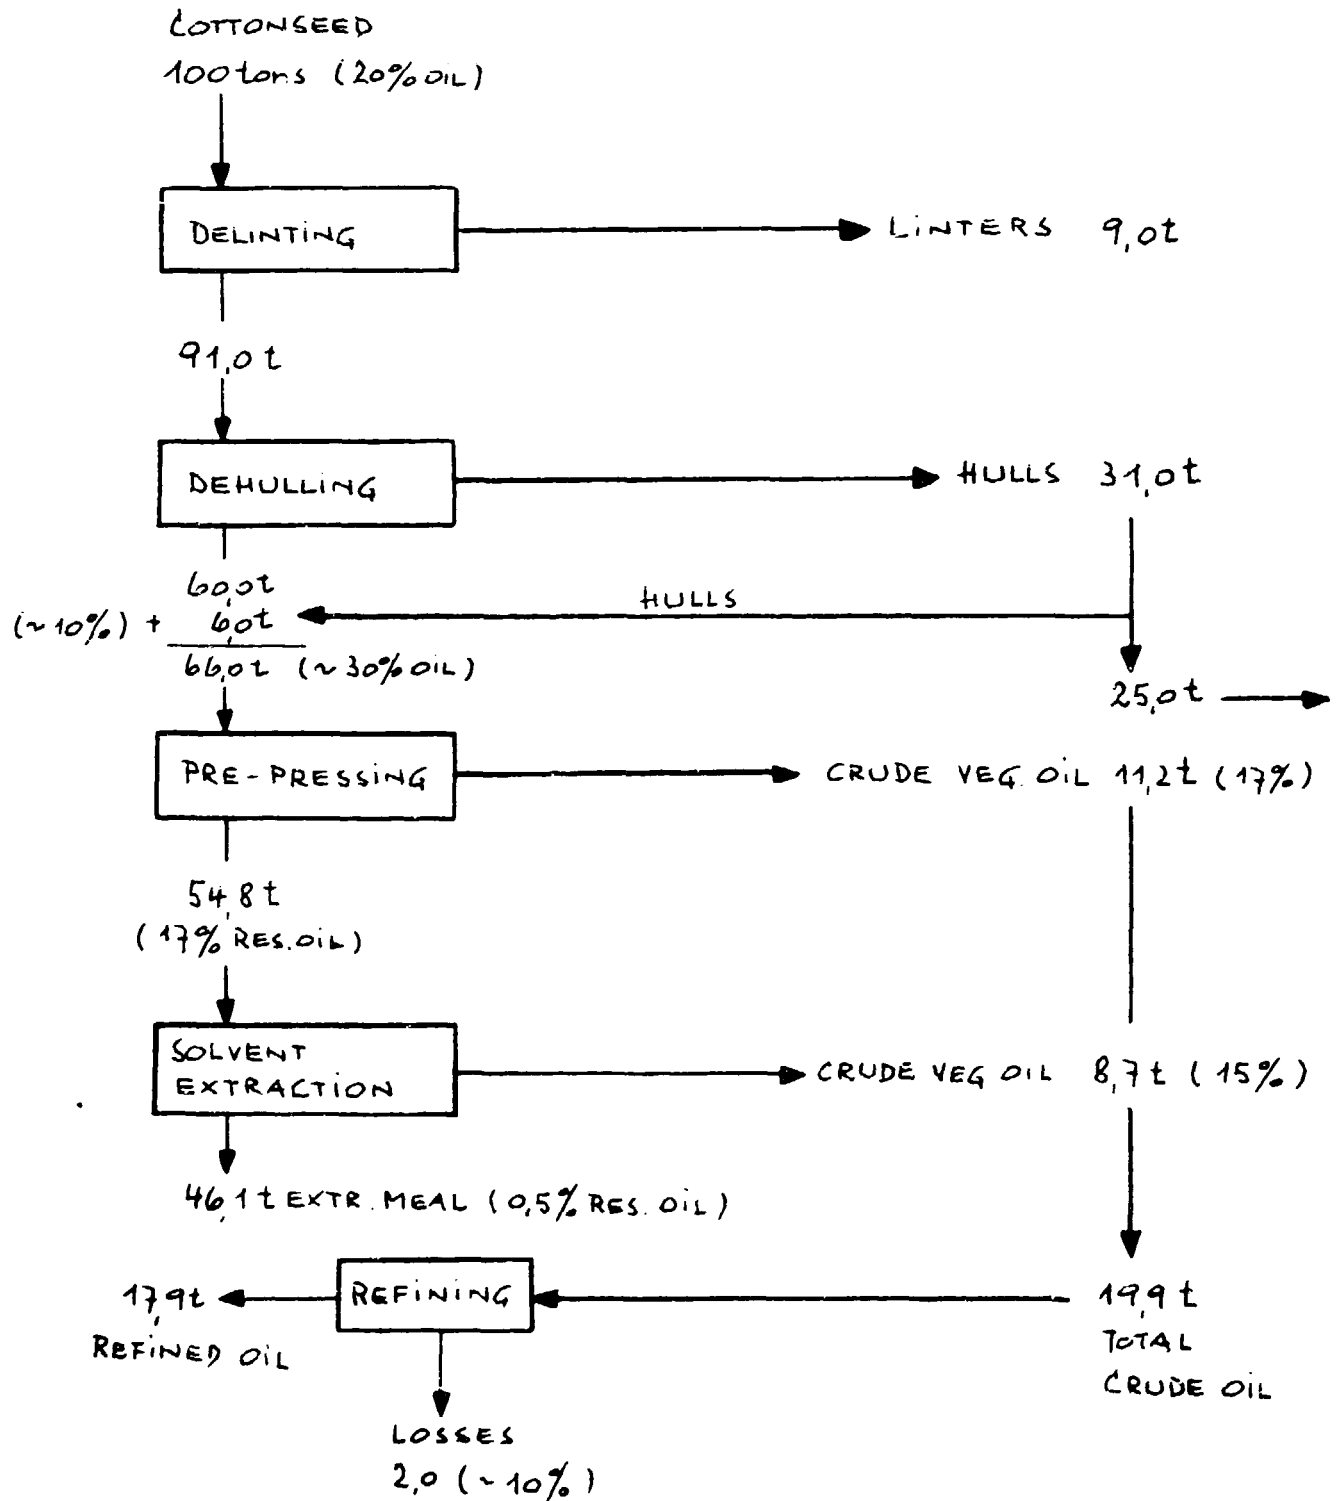 COTTONSEED
100 tons (20% OIL)
DELINTING
LINTERS 9,0t
91,0t
DEHULLING
HULLS 31,0t
60,0t
HULLS
(~10%) + 6,0t
66,0t (~30% OIL)
25,0t
PRE-PRESSING
CRUDE VEG. OIL 11,2t (17%)
54,8t
(17% RES. OIL)
SOLVENT
EXTRACTION
CRUDE VEG OIL 8,7t (15%)
46,1t EXTR. MEAL (0,5% RES. OIL)
17,9t
REFINING
19,9t
REFINED OIL
TOTAL
CRUDE OIL
LOSSES
2,0 (~10%)